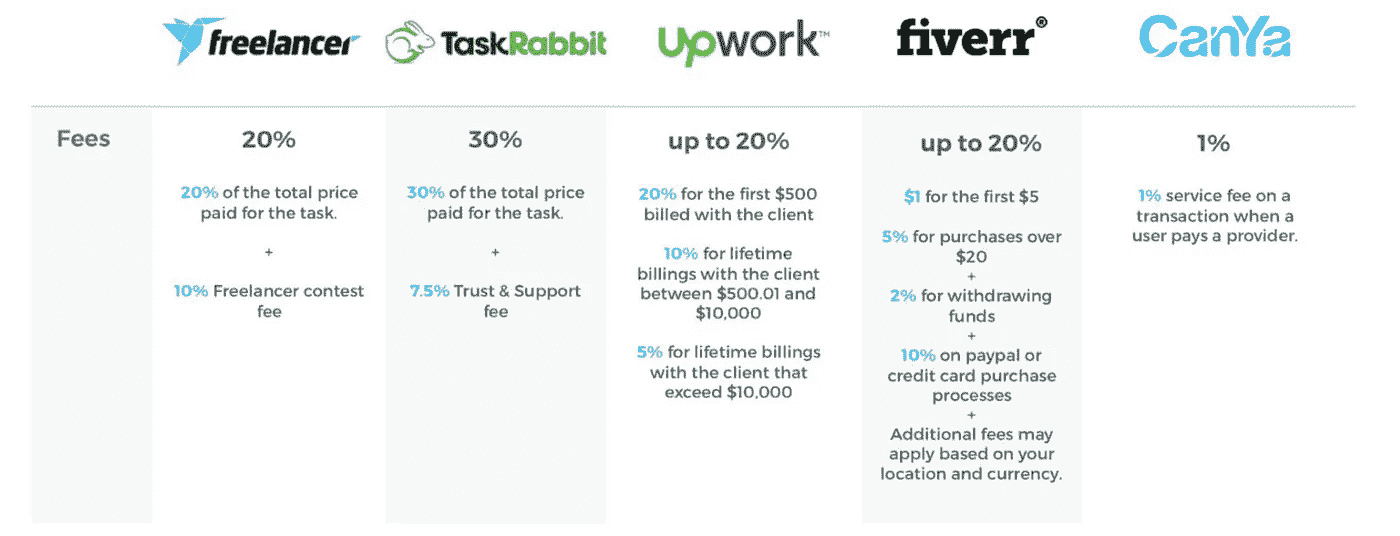 freelancer
TaskRabbit
Upwork™
fiverr®
CanYa
Fees
20%
20% of the total price
paid for the task.
+
10% Freelancer contest
fee
30%
30% of the total price
paid for the task.
+
7.5% Trust & Support
fee
up to 20%
20% for the first $500
billed with the client
10% for lifetime
billings with the client
between $500.01 and
$10,000
5% for lifetime billings
with the client that
exceed $10,000
up to 20%
$1 for the first $5
5% for purchases over
$20
+
2% for withdrawing
funds
+
10% on paypal or
credit card purchase
processes
+
Additional fees may
apply based on your
location and currency.
1%
1% service fee on a
transaction when a
user pays a provider.